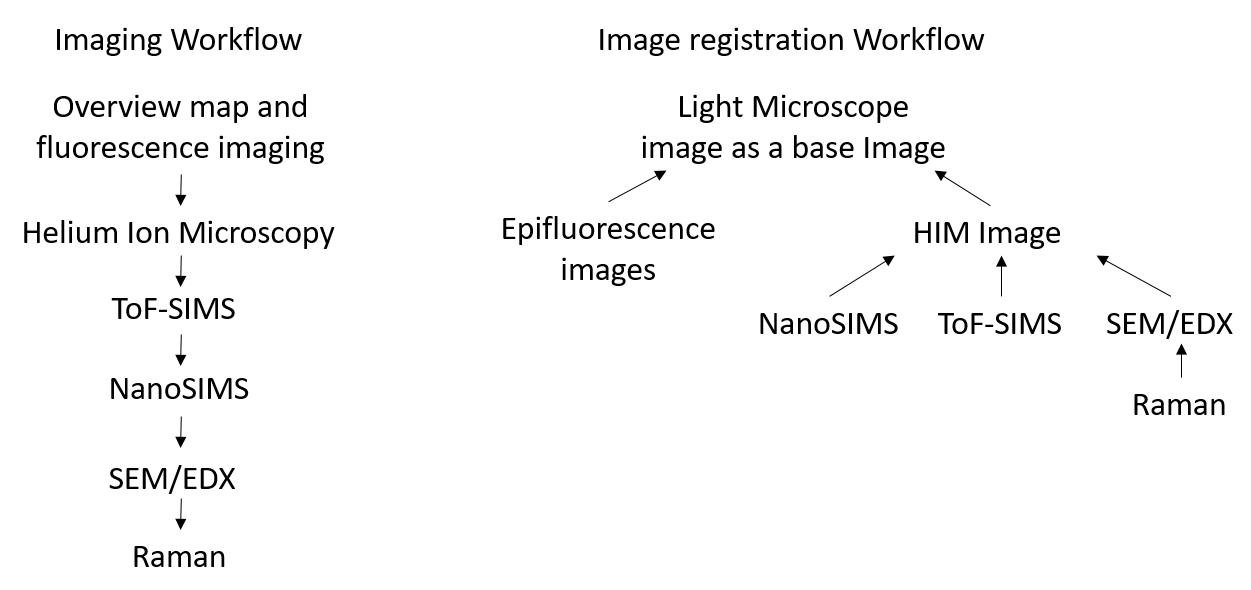 Imaging Workflow
Overview map and
fluorescence imaging
Helium Ion Microscopy
ToF-SIMS
NanoSIMS
SEM/EDX
Raman
Image registration Workflow
Light Microscope
image as a base Image
Epifluorescence
images
HIM Image
NanoSIMS
ToF-SIMS
SEM/EDX
Raman